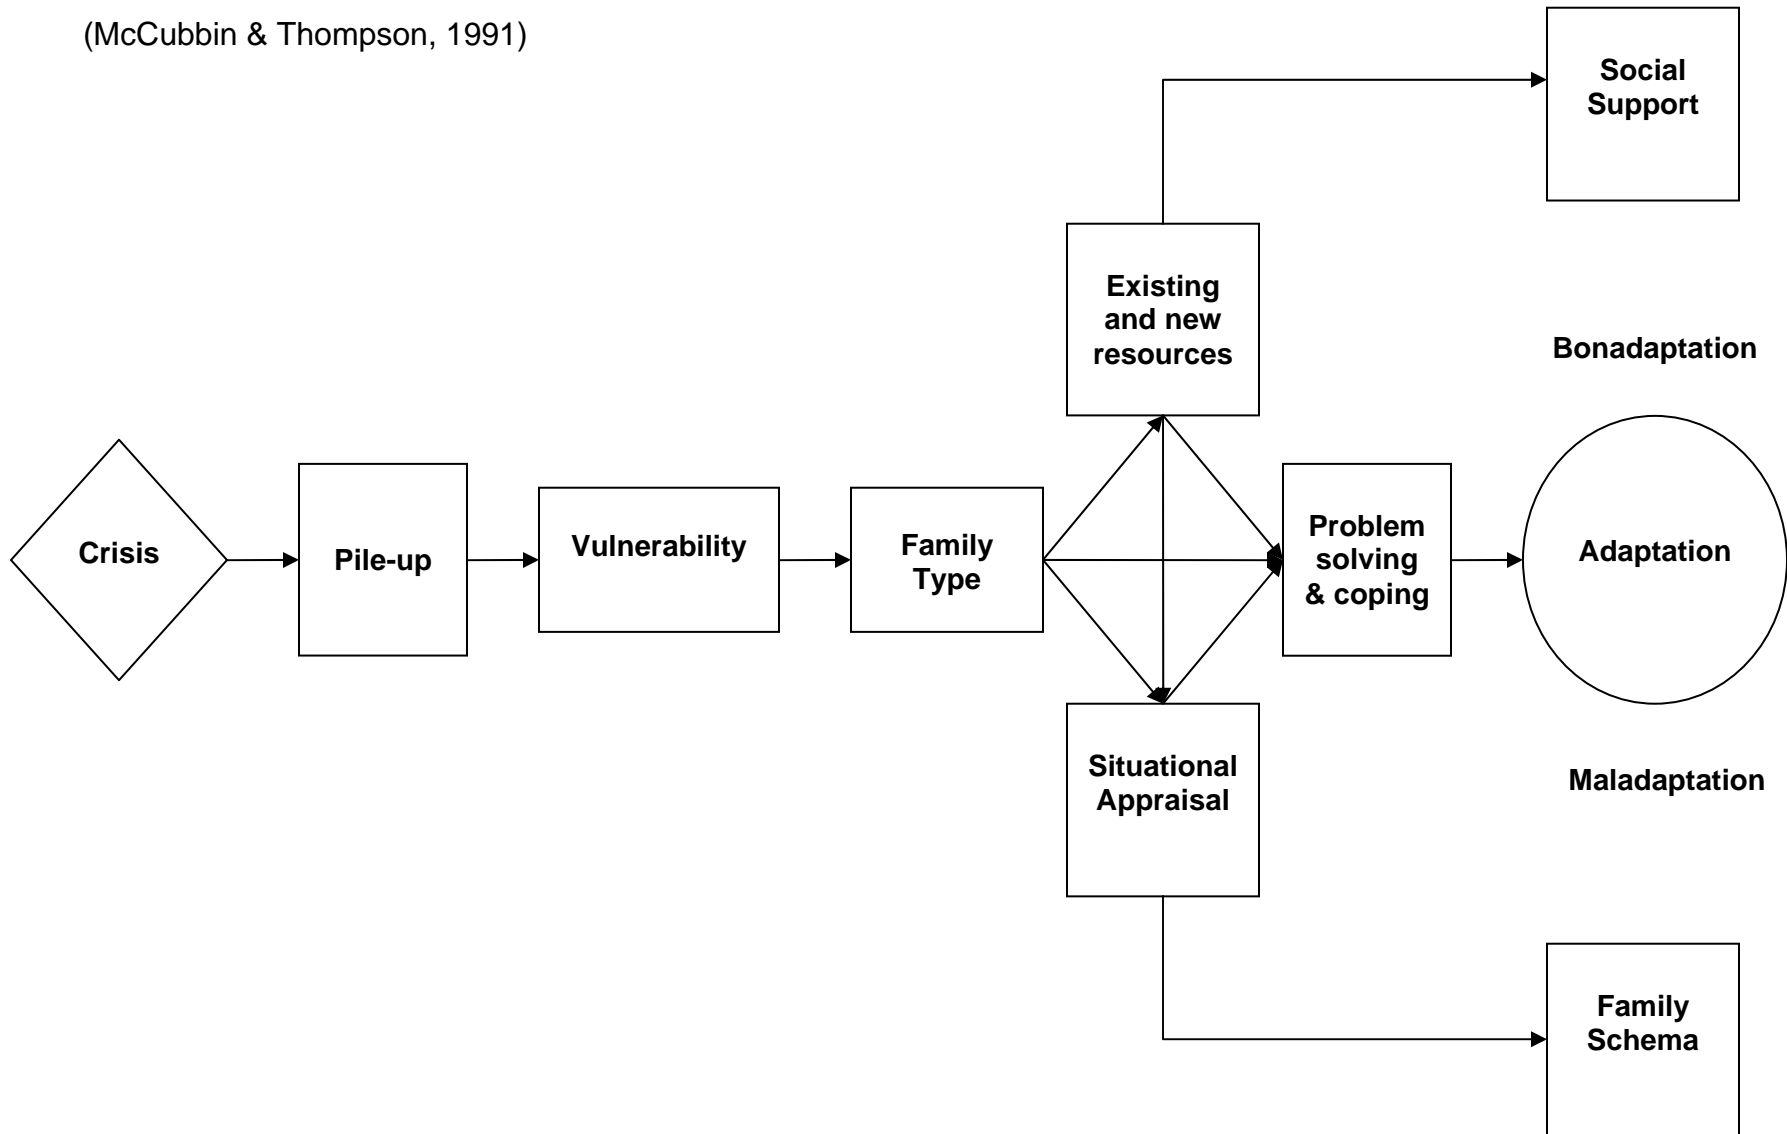 (McCubbin & Thompson, 1991)
Social
Support
Existing
and new
resources
Bonadaptation
Crisis
Pile-up
Vulnerability
Family
Type
Problem
solving
& coping
Adaptation
Situational
Appraisal
Maladaptation
Family
Schema